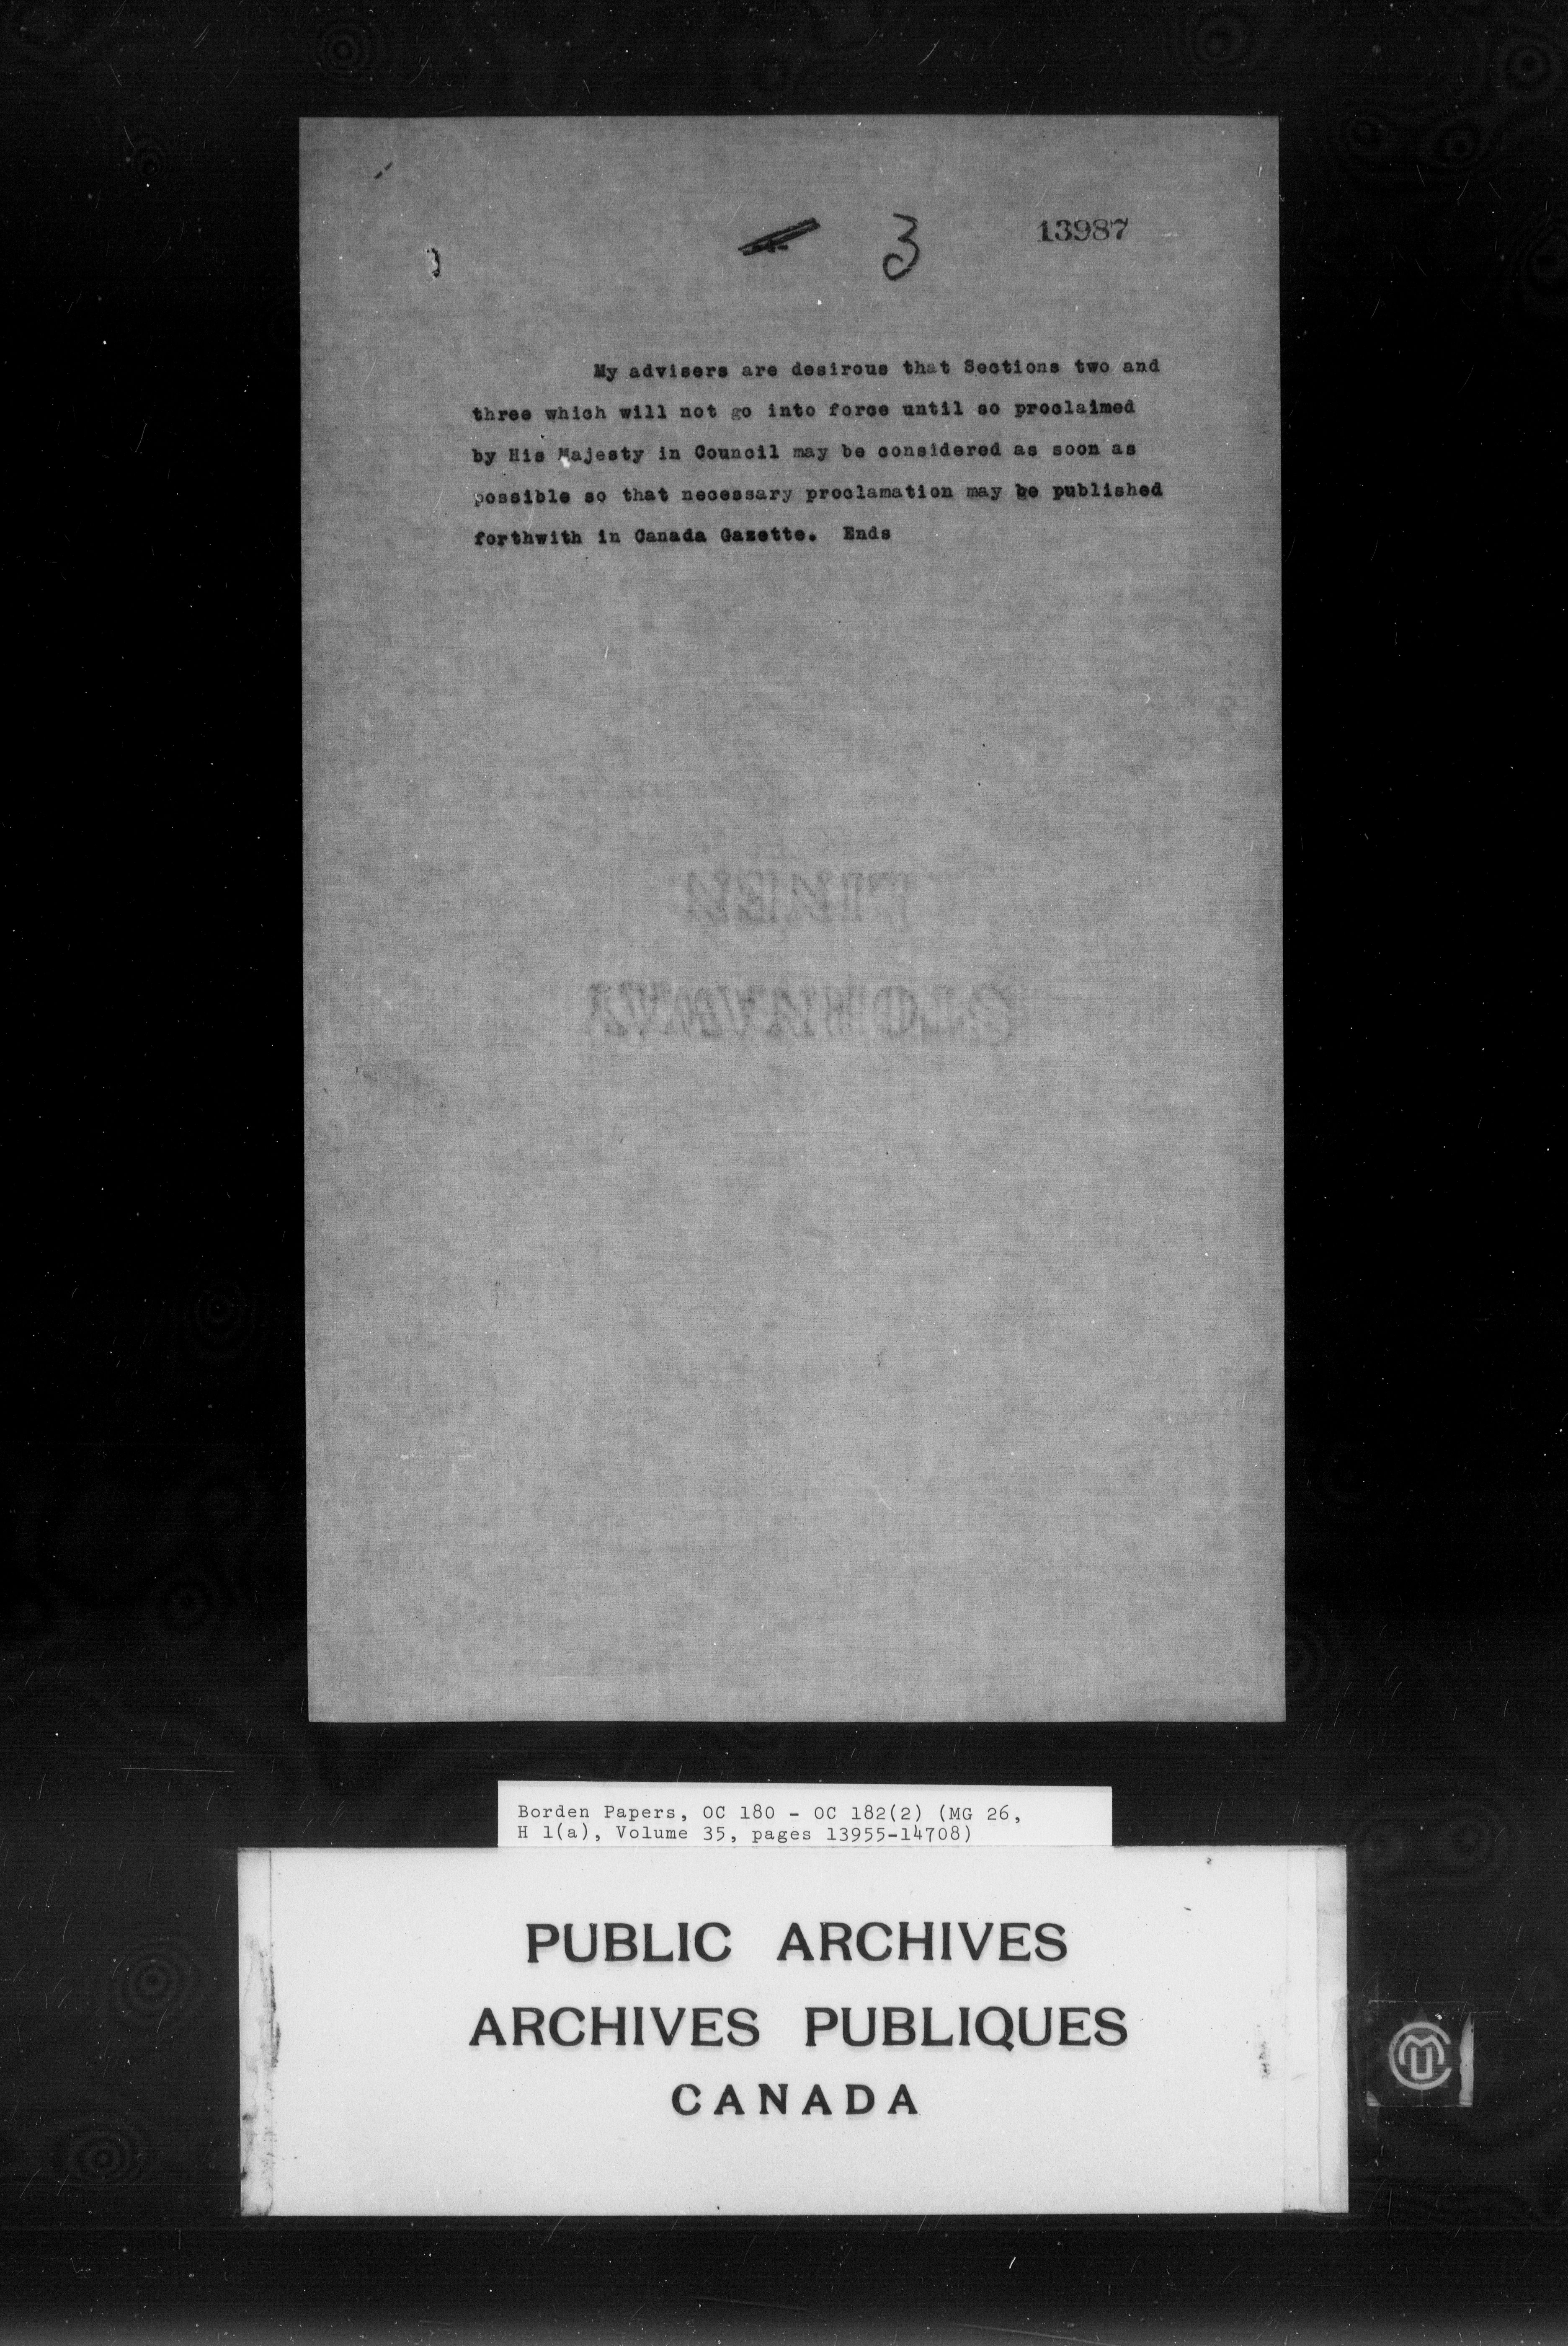 3 13987
My advisers are desirous that Sections two and
three which will not go into force until so proclaimed
by His Majesty in Council may be considered as soon as
possible so that necessary proclamation may be published
forthwith in Canada Gazette. Ends
LINEN
Borden Papers, OC 180 - OC 182(2) (MG 26,
H 1(a), Volume 35, pages 13955-14708)
PUBLIC ARCHIVES
ARCHIVES PUBLIQUES
CANADA